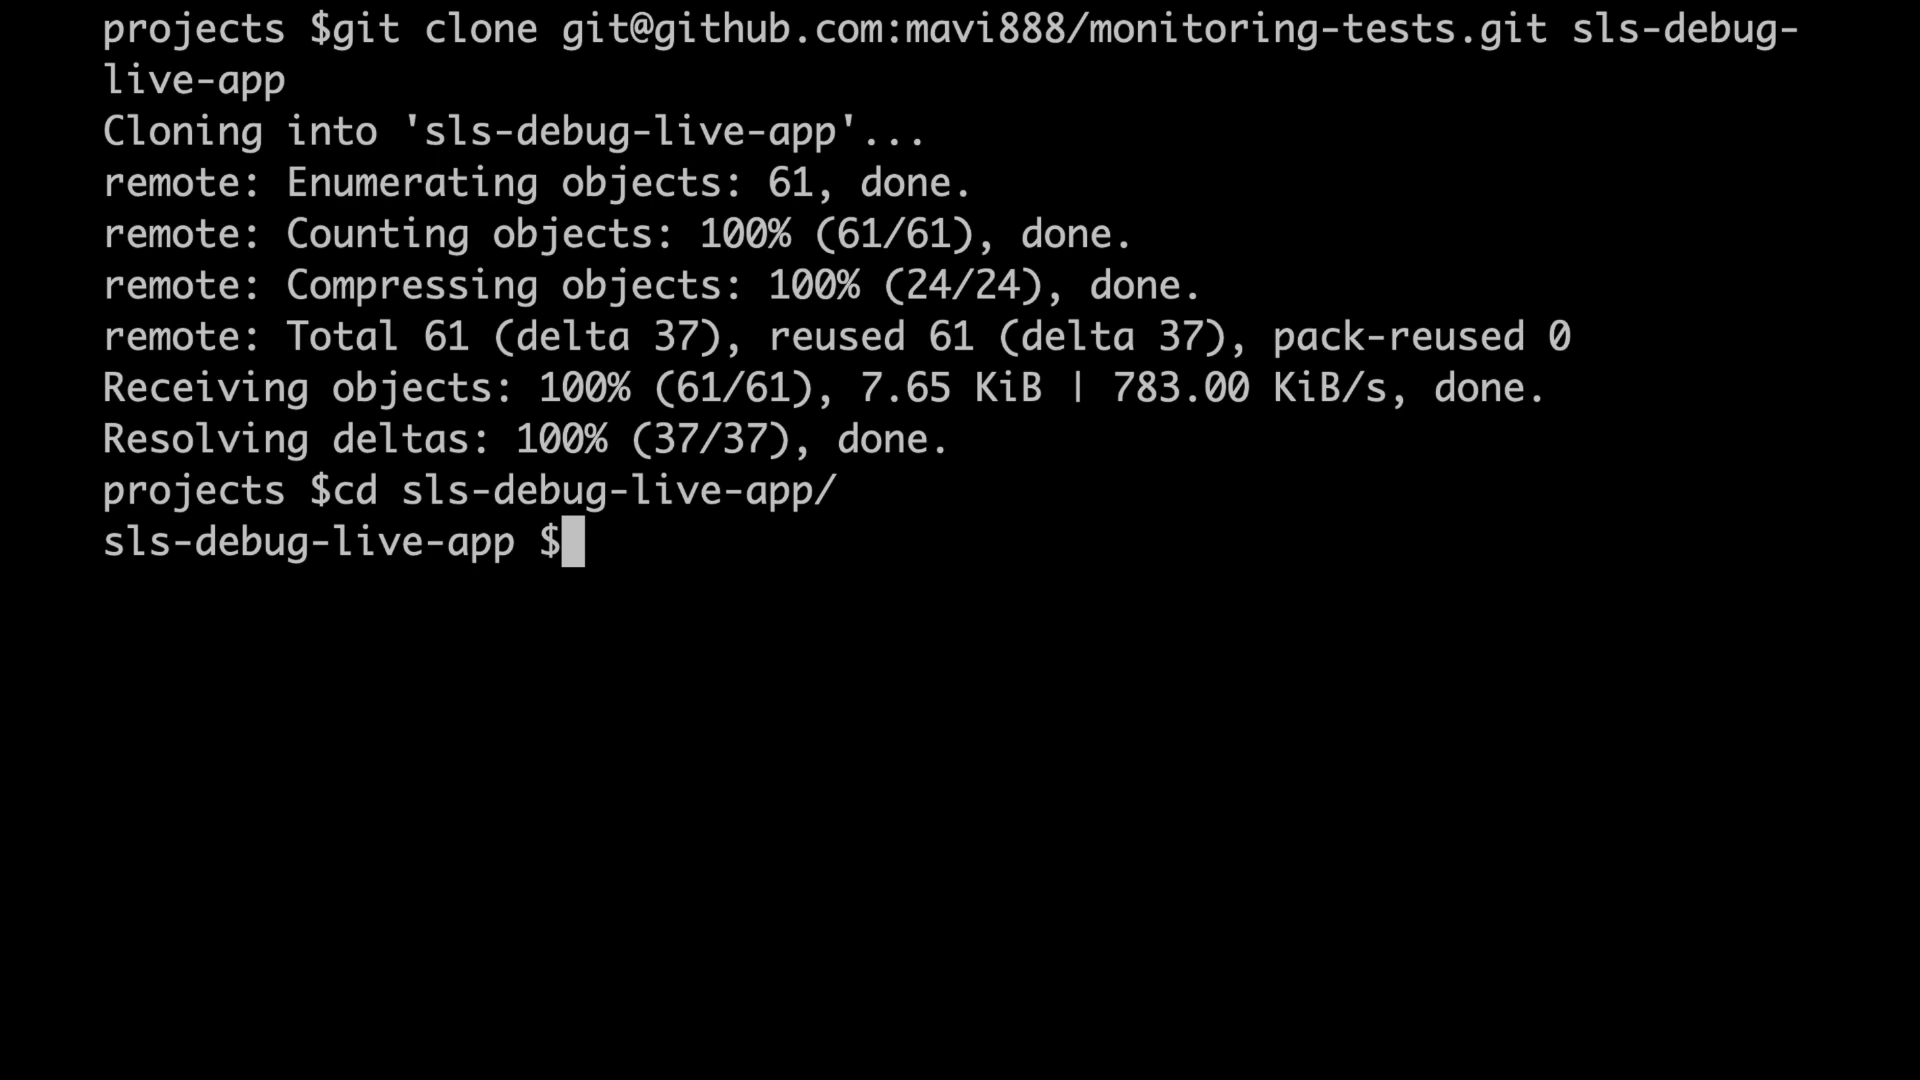 projects $git clone git@github.com:mavi888/monitoring-tests.git sls-debug-
live-app
Cloning into 'sls-debug-live-app'...
remote: Enumerating objects: 61, done.
remote: Counting objects: 100% (61/61), done.
remote: Compressing objects: 100% (24/24), done.
remote: Total 61 (delta 37), reused 61 (delta 37), pack-reused 0
Receiving objects: 100% (61/61), 7.65 KiB | 783.00 KiB/s, done.
Resolving deltas: 100% (37/37), done.
projects $cd sls-debug-live-app/
sls-debug-live-app $